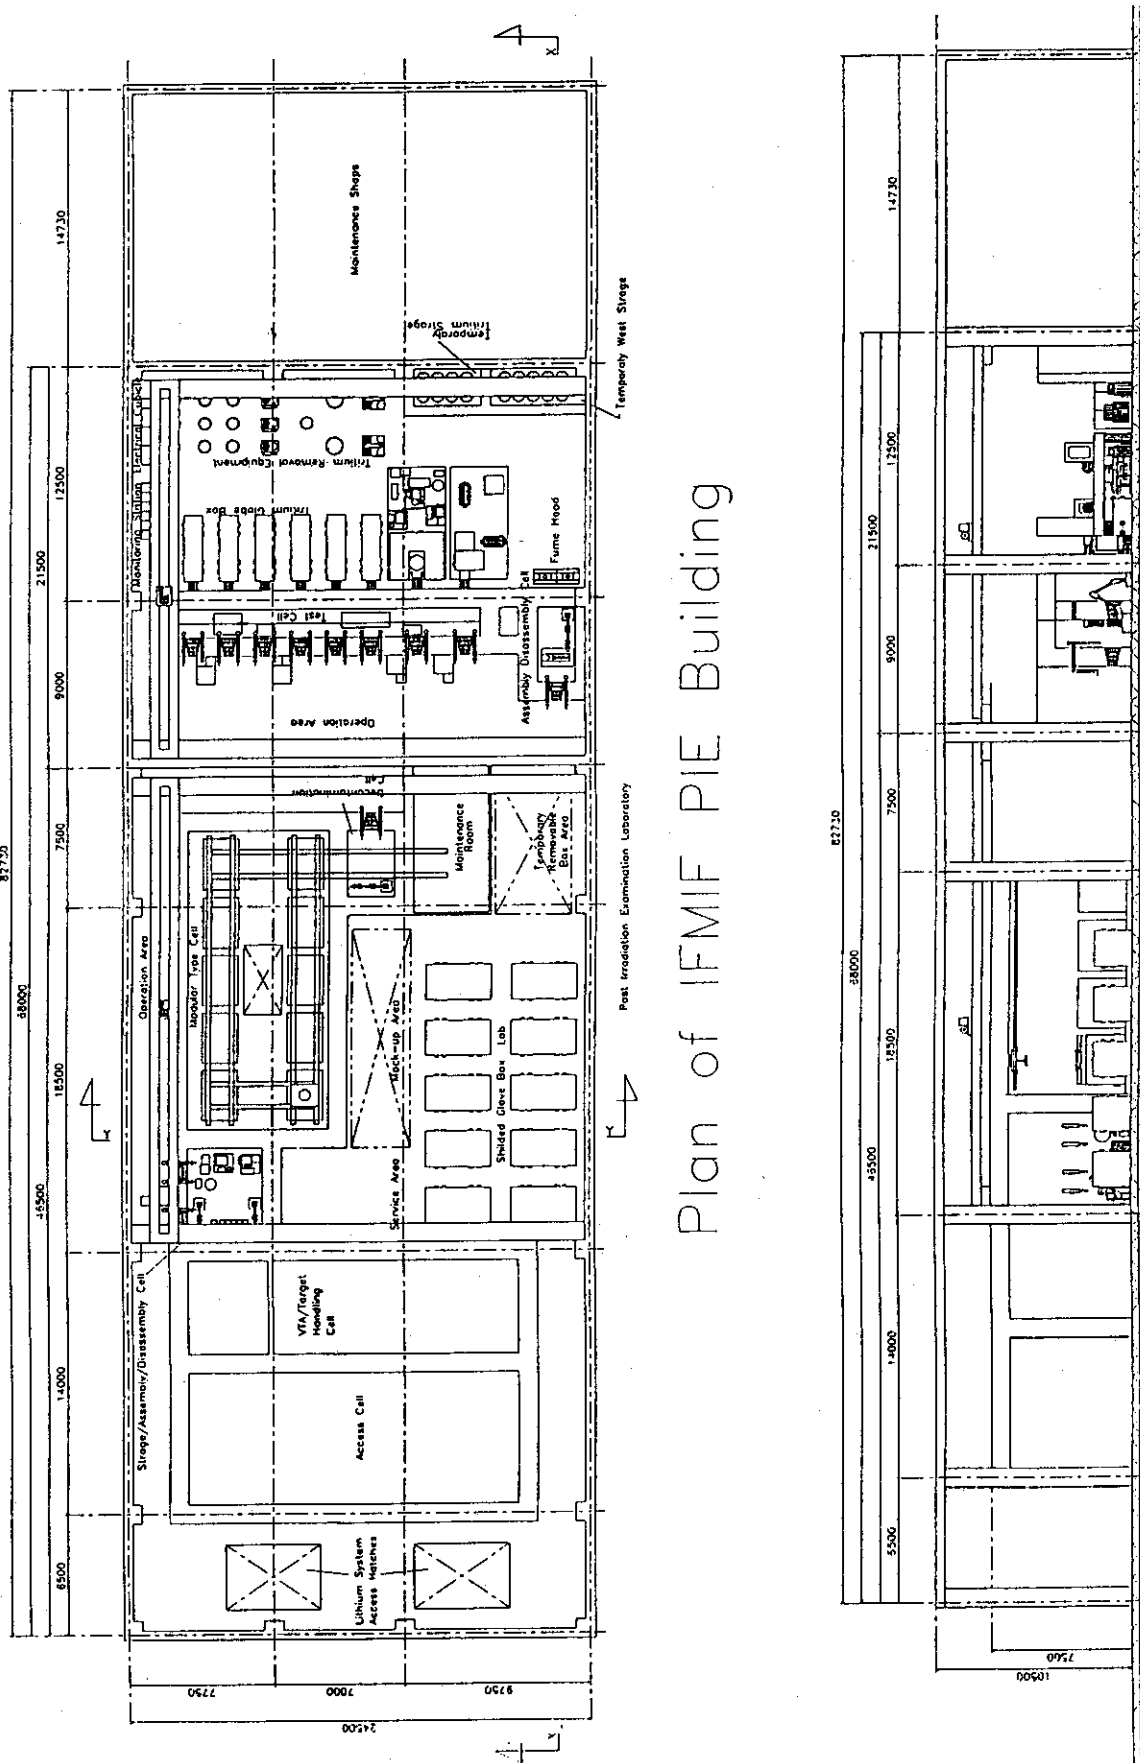 82730
68000
46500
21500
6500
14000
18500
7500
9000
12500
14730
7750
7000
9750
24500
X
X
Y
Y
Lithium System
Access Hatches
Access Cell
VTA/Target
Handling
Cell
Strage/Assembly/Disassembly Cell
Operation Area
Modular Type Cell
Service Area
Mock-up Area
Shilded Glove Box Lab
Decontamination
Cell
Maintenance
Room
Temporary
Removable
Box Area
Operation Area
Test Cell
Assembly Disassembly Cell
Fume Hood
Tritium Globe Box
Tritium Removal Equipment
Monitoring Station Electrical Cubicle
Temporaly
Tritium Strage
Temporaly West Strage
Maintenance Shops
Post Irradiation Examination Laboratory
Plan of IFMIF PIE Building
82730
68000
46500
21500
5500
14000
18500
7500
9000
12500
14730
7500
10500